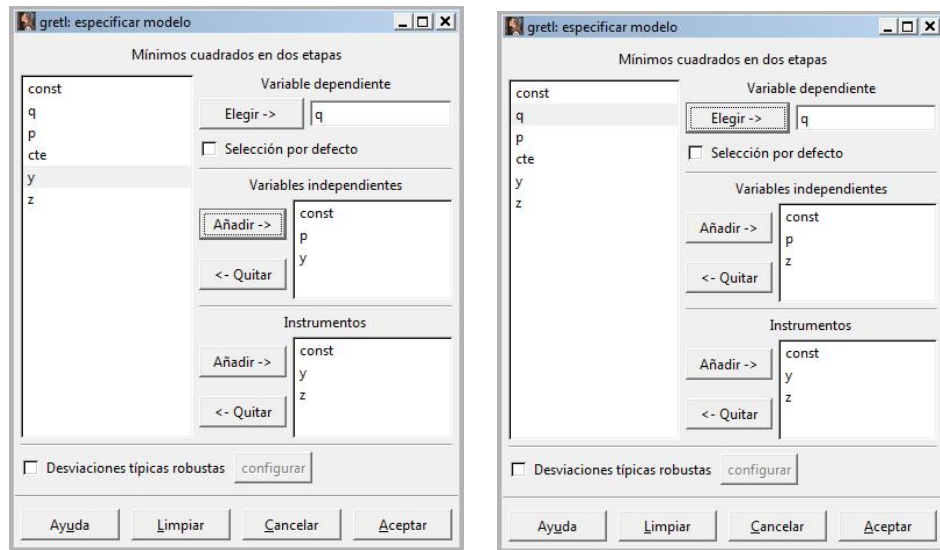 gretl: especificar modelo
Mínimos cuadrados en dos etapas
const
q
p
cte
y
z
Variable dependiente
Elegir -> q
Selección por defecto
Variables independientes
Añadir ->
<- Quitar
const
p
y
Instrumentos
Añadir ->
<- Quitar
const
y
z
Desviaciones típicas robustas configurar
Ayuda Limpiar Cancelar Aceptar
gretl: especificar modelo
Mínimos cuadrados en dos etapas
const
q
p
cte
y
z
Variable dependiente
Elegir -> q
Selección por defecto
Variables independientes
Añadir ->
<- Quitar
const
p
z
Instrumentos
Añadir ->
<- Quitar
const
y
z
Desviaciones típicas robustas configurar
Ayuda Limpiar Cancelar Aceptar